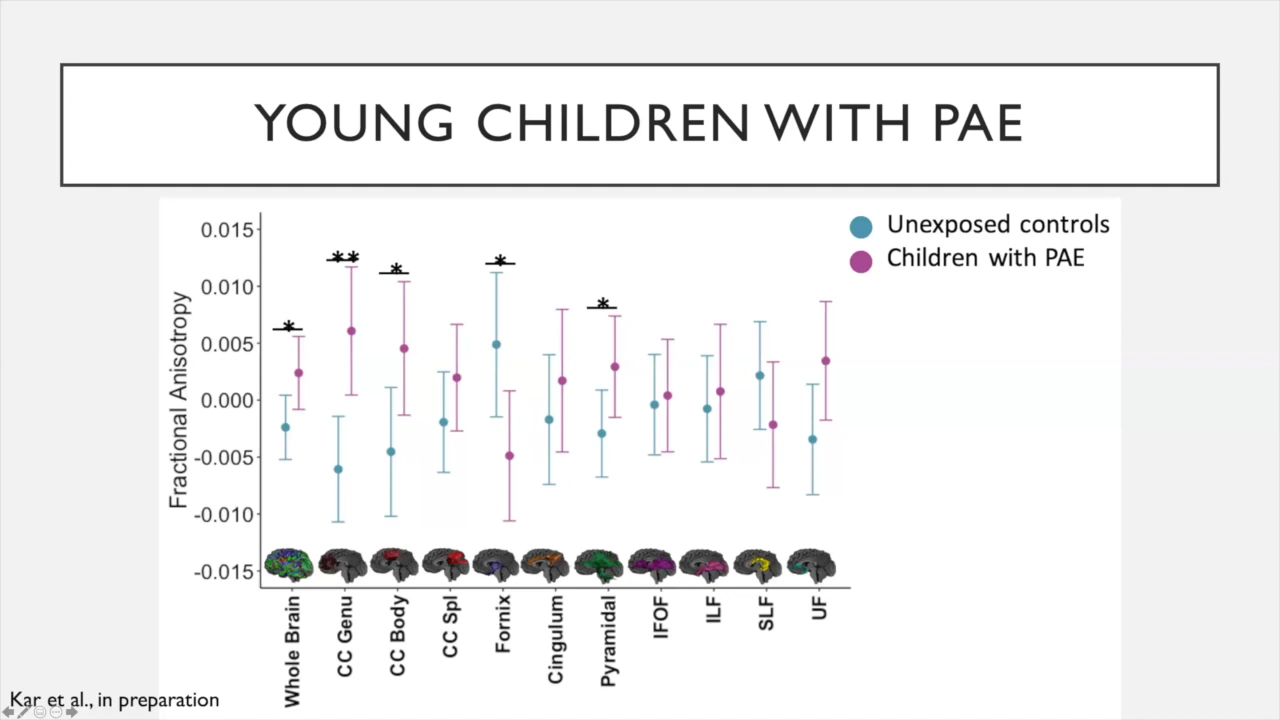 YOUNG CHILDREN WITH PAE
Unexposed controls
Children with PAE
Fractional Anisotropy
0.015
0.010
0.005
0.000
-0.005
-0.010
-0.015
**
*
*
*
*
Whole Brain
CC Genu
CC Body
CC Spl
Fornix
Cingulum
Pyramidal
IFOF
ILF
SLF
UF
Kar et al., in preparation